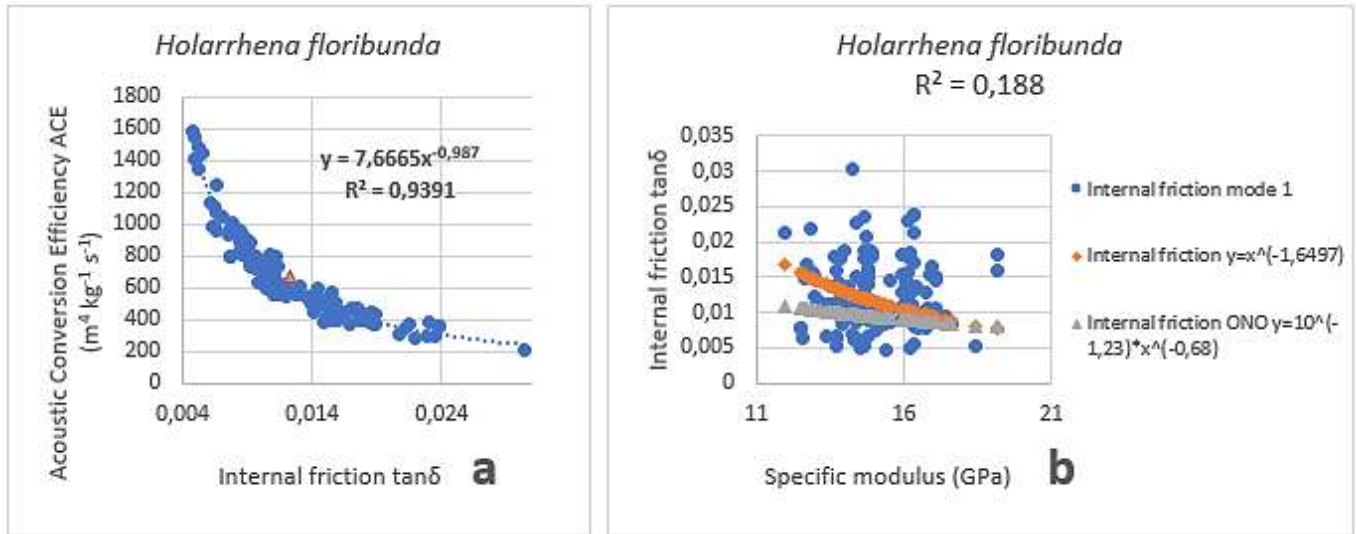 Holarrhena floribunda
Acoustic Conversion Efficiency ACE
(m⁴ kg⁻¹ s⁻¹)
1800
1600
1400
1200
1000
800
600
400
200
0
y = 7,6665x⁻⁰,⁹⁸⁷
R² = 0,9391
0,004 0,014 0,024
Internal friction tanδ
a
Holarrhena floribunda
R² = 0,188
Internal friction tanδ
0,035
0,03
0,025
0,02
0,015
0,01
0,005
0
11 16 21
Specific modulus (GPa)
b
Internal friction mode 1
Internal friction y=x^(-1,6497)
Internal friction ONO y=10^(-
1,23)*x^(-0,68)